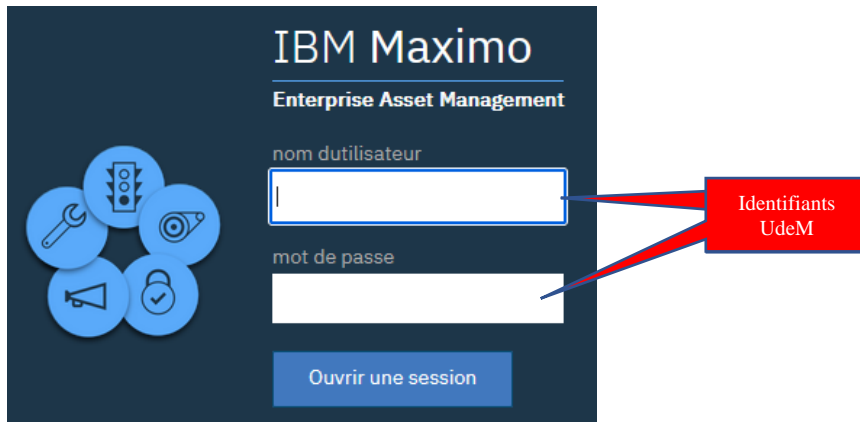 IBM Maximo
Enterprise Asset Management
nom dutilisateur
mot de passe
Ouvrir une session
Identifiants
UdeM